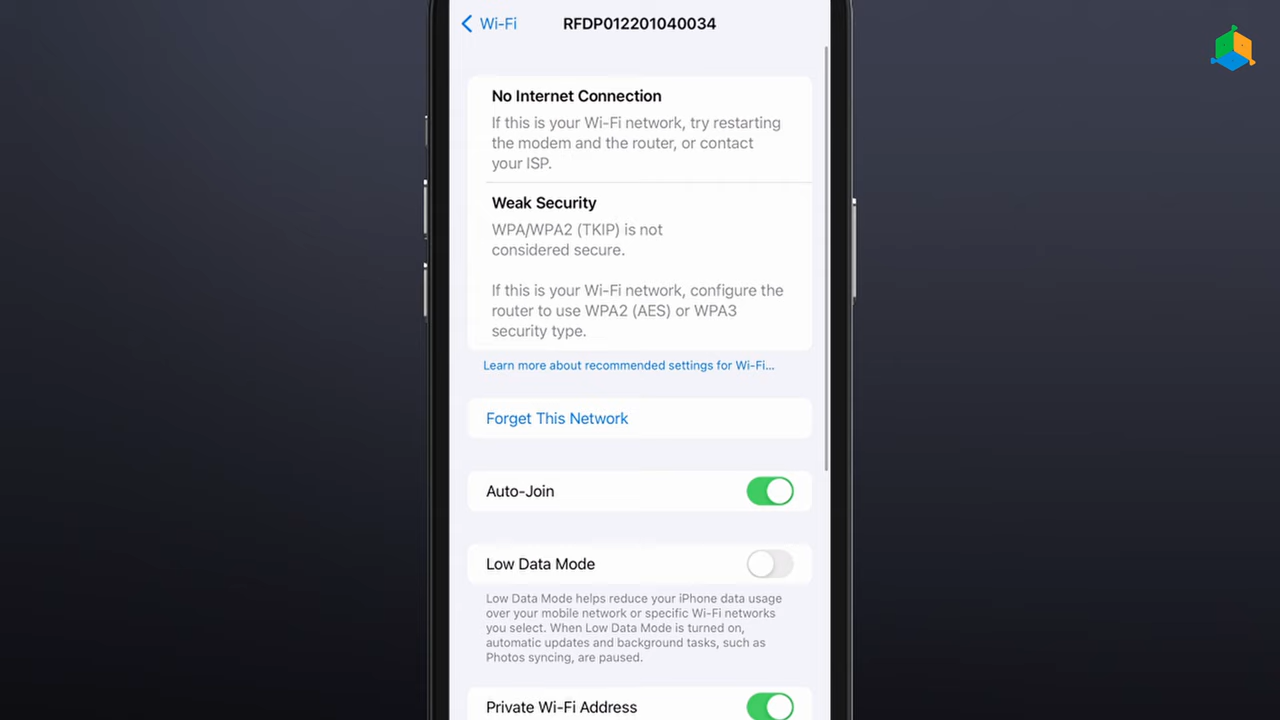 Wi-Fi
RFDP012201040034
No Internet Connection
If this is your Wi-Fi network, try restarting
the modem and the router, or contact
your ISP.
Weak Security
WPA/WPA2 (TKIP) is not
considered secure.
If this is your Wi-Fi network, configure the
router to use WPA2 (AES) or WPA3
security type.
Learn more about recommended settings for Wi-Fi...
Forget This Network
Auto-Join
Low Data Mode
Low Data Mode helps reduce your iPhone data usage
over your mobile network or specific Wi-Fi networks
you select. When Low Data Mode is turned on,
automatic updates and background tasks, such as
Photos syncing, are paused.
Private Wi-Fi Address